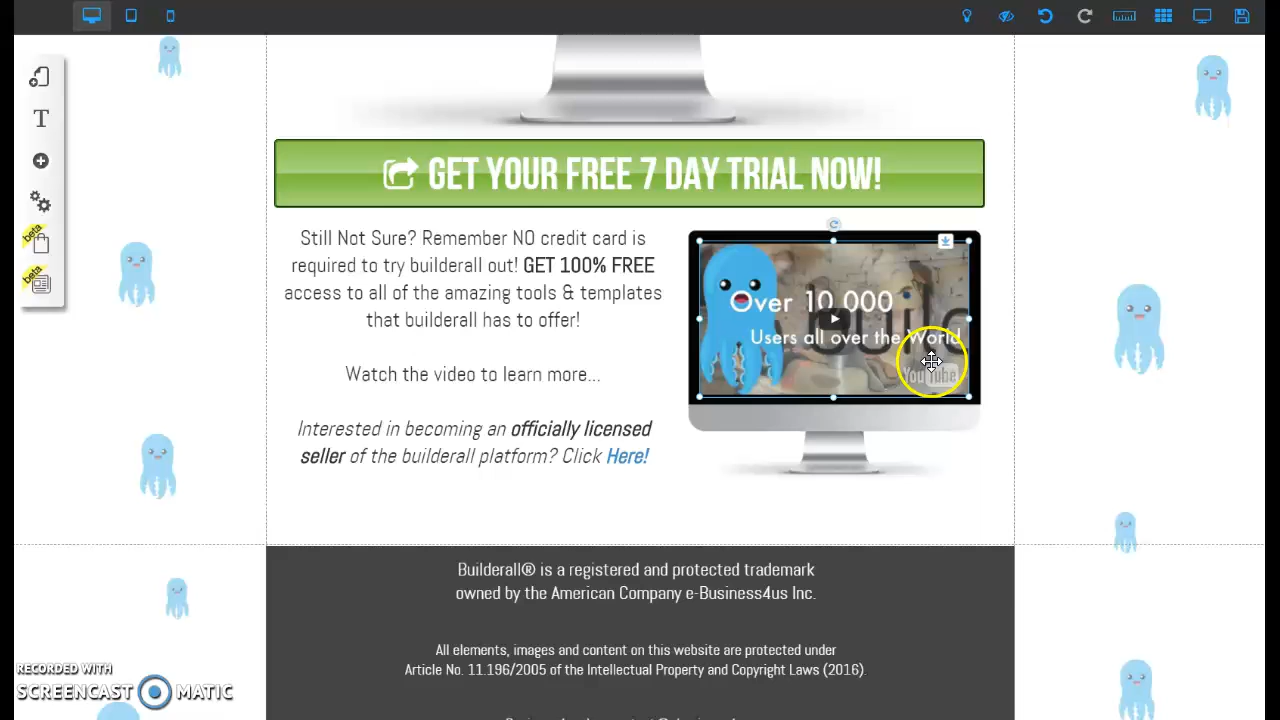 T
beta
beta
GET YOUR FREE 7 DAY TRIAL NOW!
Still Not Sure? Remember NO credit card is
required to try builderall out! GET 100% FREE
access to all of the amazing tools & templates
that builderall has to offer!
Watch the video to learn more...
Interested in becoming an officially licensed
seller of the builderall platform? Click Here!
Over 10 000
Users all over the World
YouTube
Builderall® is a registered and protected trademark
owned by the American Company e-Business4us Inc.
All elements, images and content on this website are protected under
Article No. 11.196/2005 of the Intellectual Property and Copyright Laws (2016).
RECORDED WITH
SCREENCAST MATIC